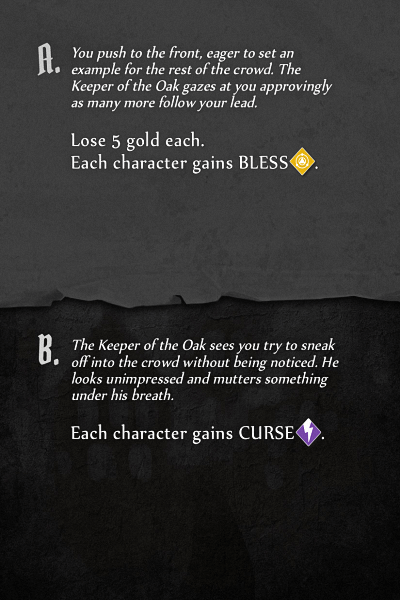 A.
You push to the front, eager to set an
example for the rest of the crowd. The
Keeper of the Oak gazes at you approvingly
as many more follow your lead.
Lose 5 gold each.
Each character gains BLESS.
B.
The Keeper of the Oak sees you try to sneak
off into the crowd without being noticed. He
looks unimpressed and mutters something
under his breath.
Each character gains CURSE.